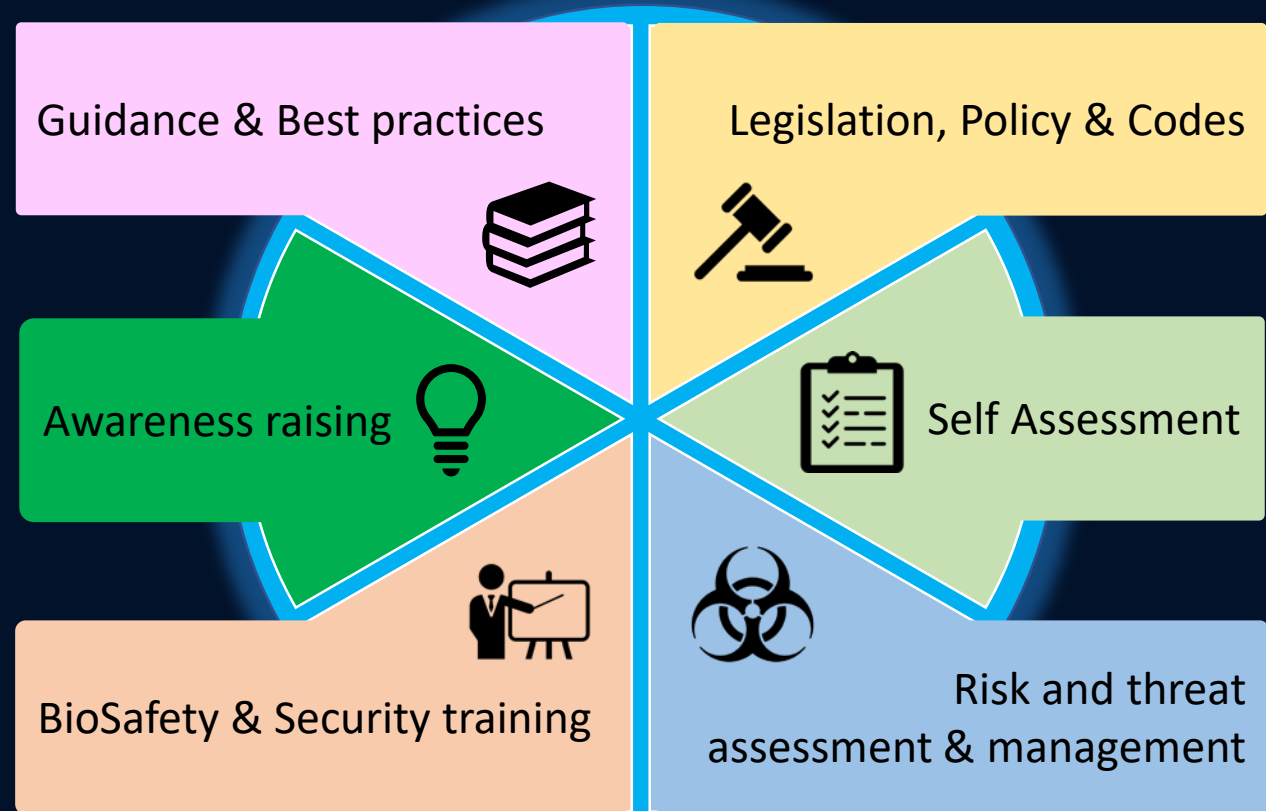 Guidance & Best practices
Legislation, Policy & Codes
Awareness raising
Self Assessment
BioSafety & Security training
Risk and threat
assessment & management